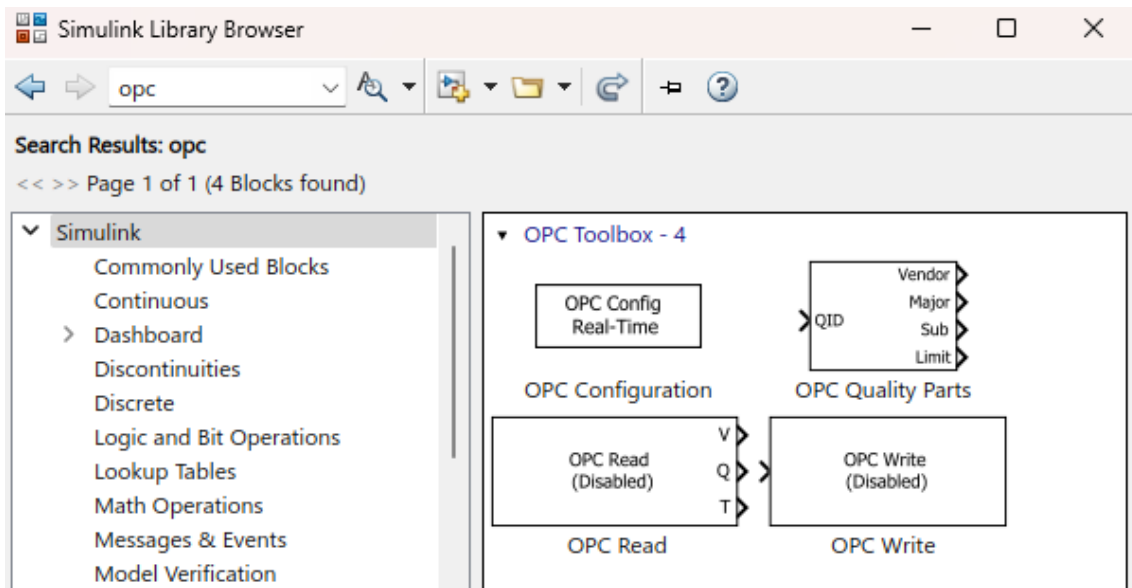 Simulink Library Browser
opc
Search Results: opc
<< >> Page 1 of 1 (4 Blocks found)
Simulink
Commonly Used Blocks
Continuous
Dashboard
Discontinuities
Discrete
Logic and Bit Operations
Lookup Tables
Math Operations
Messages & Events
Model Verification
OPC Toolbox - 4
OPC Config
Real-Time
OPC Configuration
QID
Vendor
Major
Sub
Limit
OPC Quality Parts
OPC Read
(Disabled)
V
Q
T
OPC Read
OPC Write
(Disabled)
OPC Write